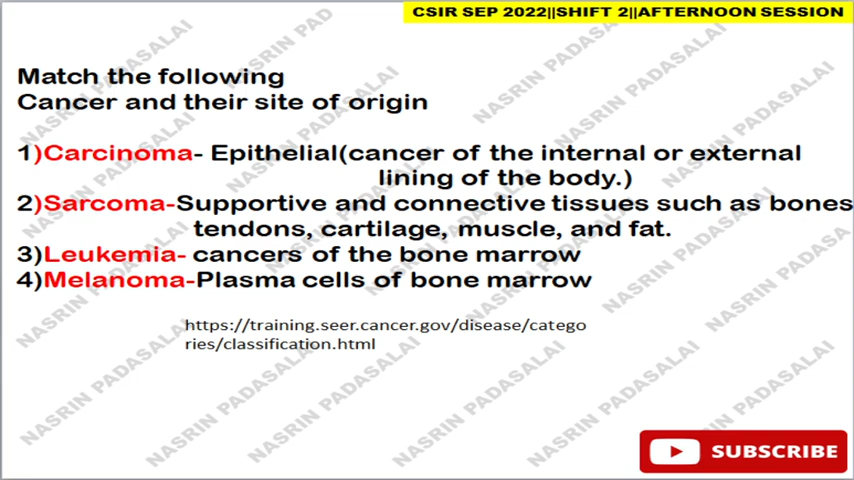 CSIR SEP 2022||SHIFT 2||AFTERNOON SESSION
Match the following
Cancer and their site of origin
1)Carcinoma- Epithelial(cancer of the internal or external
lining of the body.)
2)Sarcoma-Supportive and connective tissues such as bones
tendons, cartilage, muscle, and fat.
3)Leukemia- cancers of the bone marrow
4)Melanoma-Plasma cells of bone marrow
https://training.seer.cancer.gov/disease/catego
ries/classification.html
NASRIN PADASALAI
SUBSCRIBE